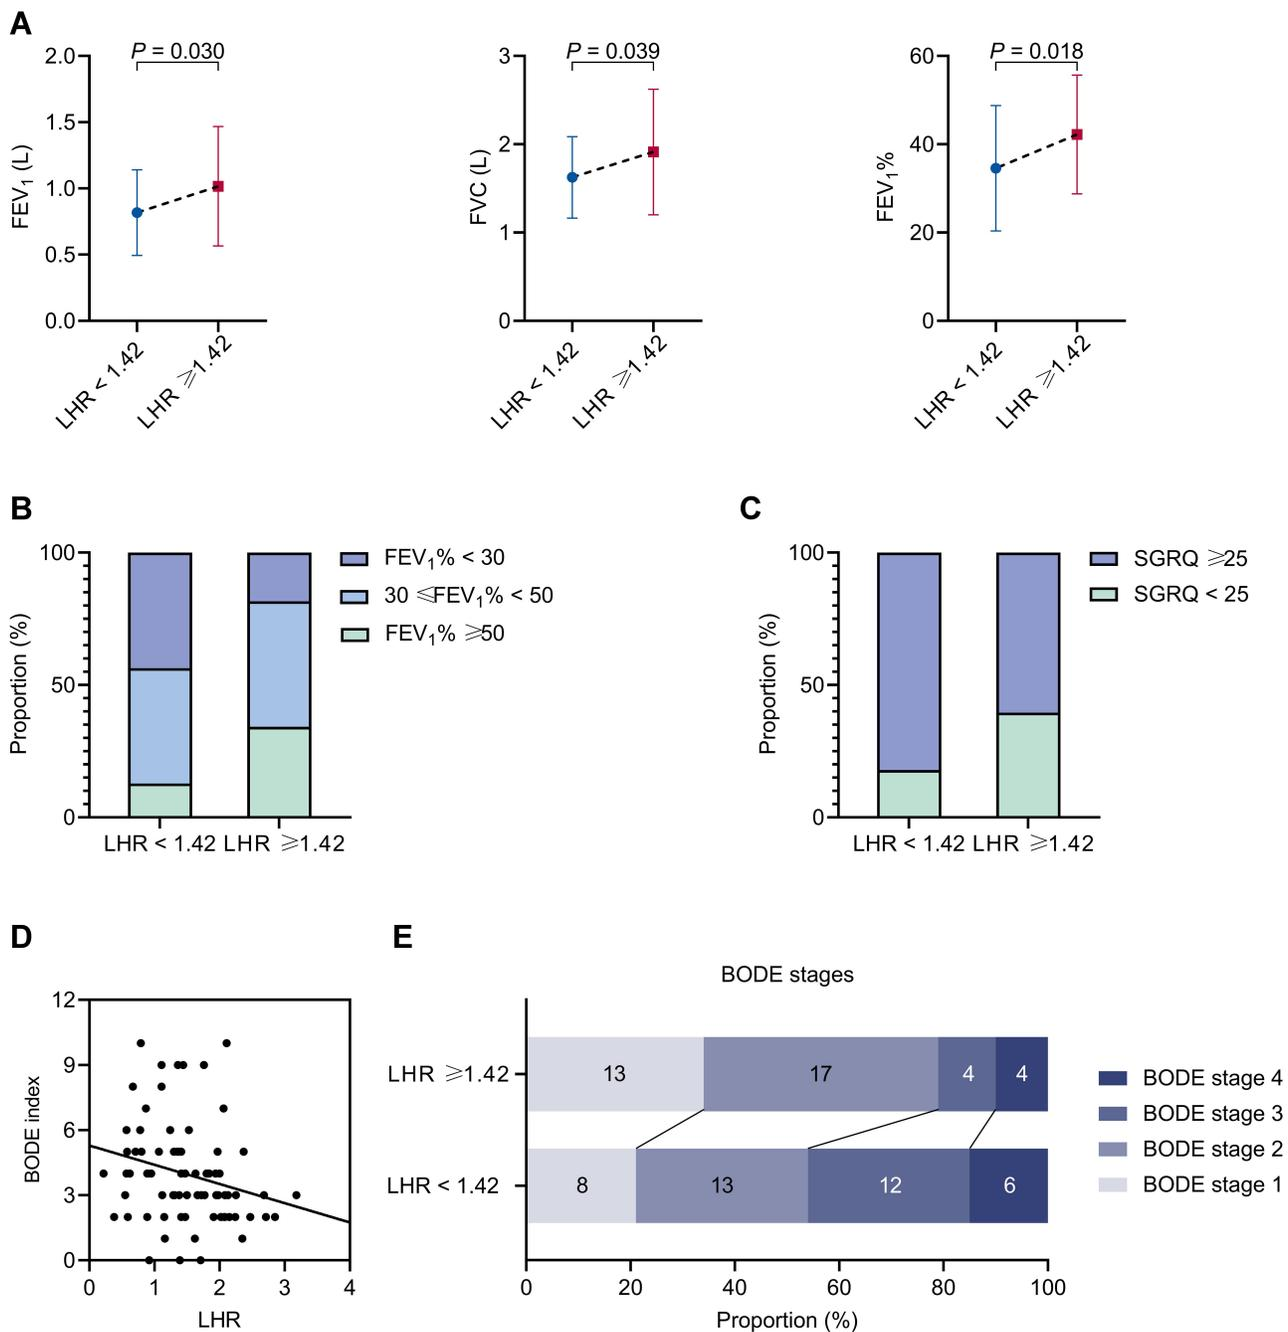 A
P = 0.030
2.0
1.5
1.0
0.5
0.0
FEV1 (L)
LHR < 1.42
LHR ⩾1.42
P = 0.039
3
2
1
0
FVC (L)
LHR < 1.42
LHR ⩾1.42
P = 0.018
60
40
20
0
FEV1%
LHR < 1.42
LHR ⩾1.42
B
100
50
0
Proportion (%)
LHR < 1.42
LHR ⩾1.42
FEV1% < 30
30 ⩽FEV1% < 50
FEV1% ⩾50
C
100
50
0
Proportion (%)
LHR < 1.42
LHR ⩾1.42
SGRQ ⩾25
SGRQ < 25
D
12
9
6
3
0
BODE index
0 1 2 3 4
LHR
E
BODE stages
LHR ⩾1.42
13 17 4 4
LHR < 1.42
8 13 12 6
0 20 40 60 80 100
Proportion (%)
BODE stage 4
BODE stage 3
BODE stage 2
BODE stage 1